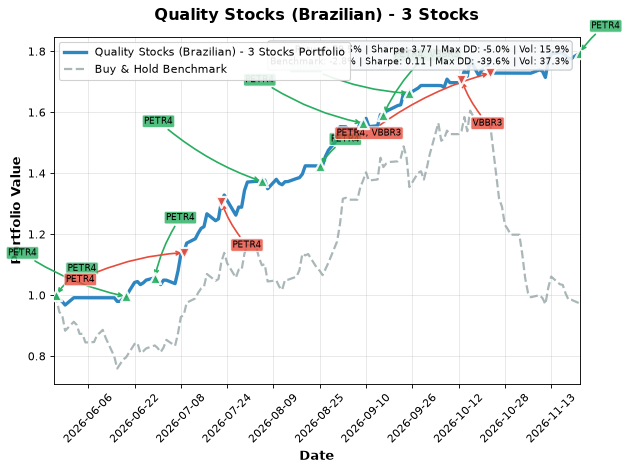 Quality Stocks (Brazilian) - 3 Stocks
PETR4
Quality Stocks (Brazilian) - 3 Stocks Portfolio
Buy & Hold Benchmark
% | Sharpe: 3.77 | Max DD: -5.0% | Vol: 15.9%
% | Sharpe: 0.11 | Max DD: -39.6% | Vol: 37.3%
PETR4
PETR4, VBBR3
VBBR3
PETR4
PETR4
PETR4
PETR4
PETR4
PETR4
Portfolio Value
1.8
1.6
1.4
1.2
1.0
0.8
2026-06-06
2026-06-22
2026-07-08
2026-07-24
2026-08-09
2026-08-25
2026-09-10
2026-09-26
2026-10-12
2026-10-28
2026-11-13
Date